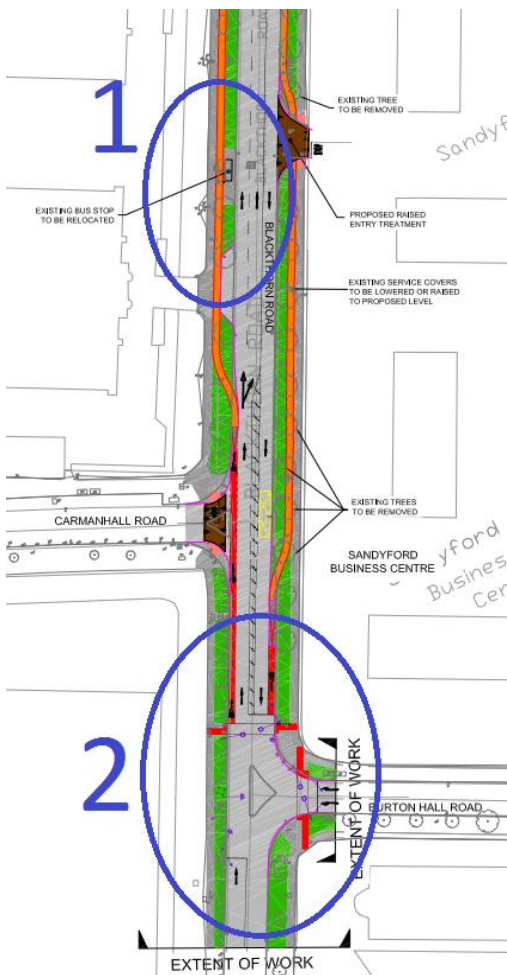 1
EXISTING TREE
TO BE REMOVED
Sandyf
EXISTING BUS STOP
TO BE RELOCATED
PROPOSED RAISED
ENTRY TREATMENT
BLACKTHORN ROAD
EXISTING SERVICE COVERS
TO BE LOWERED OR RAISED
TO PROPOSED LEVEL
CARMANHALL ROAD
EXISTING TREES
TO BE REMOVED
SANDYFORD
BUSINESS CENTRE
yford
Business
Cen
2
EXTENT OF WORK
BURTON HALL ROAD
EXTENT OF WORK